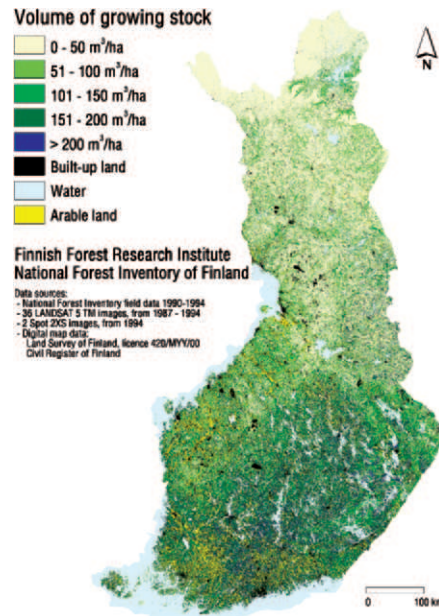 Volume of growing stock
0 - 50 m³/ha
51 - 100 m³/ha
101 - 150 m³/ha
151 - 200 m³/ha
> 200 m³/ha
Built-up land
Water
Arable land
N
Finnish Forest Research Institute
National Forest Inventory of Finland
Data sources:
- National Forest Inventory field data 1990-1994
- 36 LANDSAT 5 TM images, from 1987 - 1994
- 2 Spot 2XS images, from 1994
- Digital map data:
Land Survey of Finland, licence 420/MYY/00
Civil Register of Finland
100 km